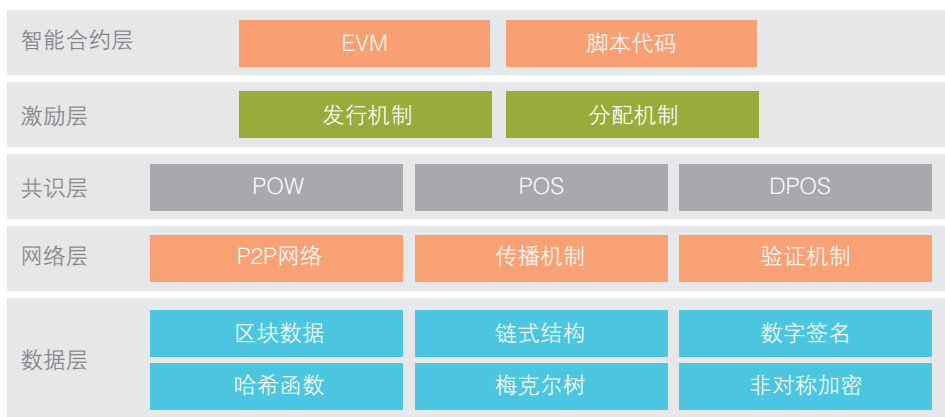 智能合约层 EVM 脚本代码
激励层 发行机制 分配机制
共识层 POW POS DPOS
网络层 P2P网络 传播机制 验证机制
数据层
区块数据 链式结构 数字签名
哈希函数 梅克尔树 非对称加密